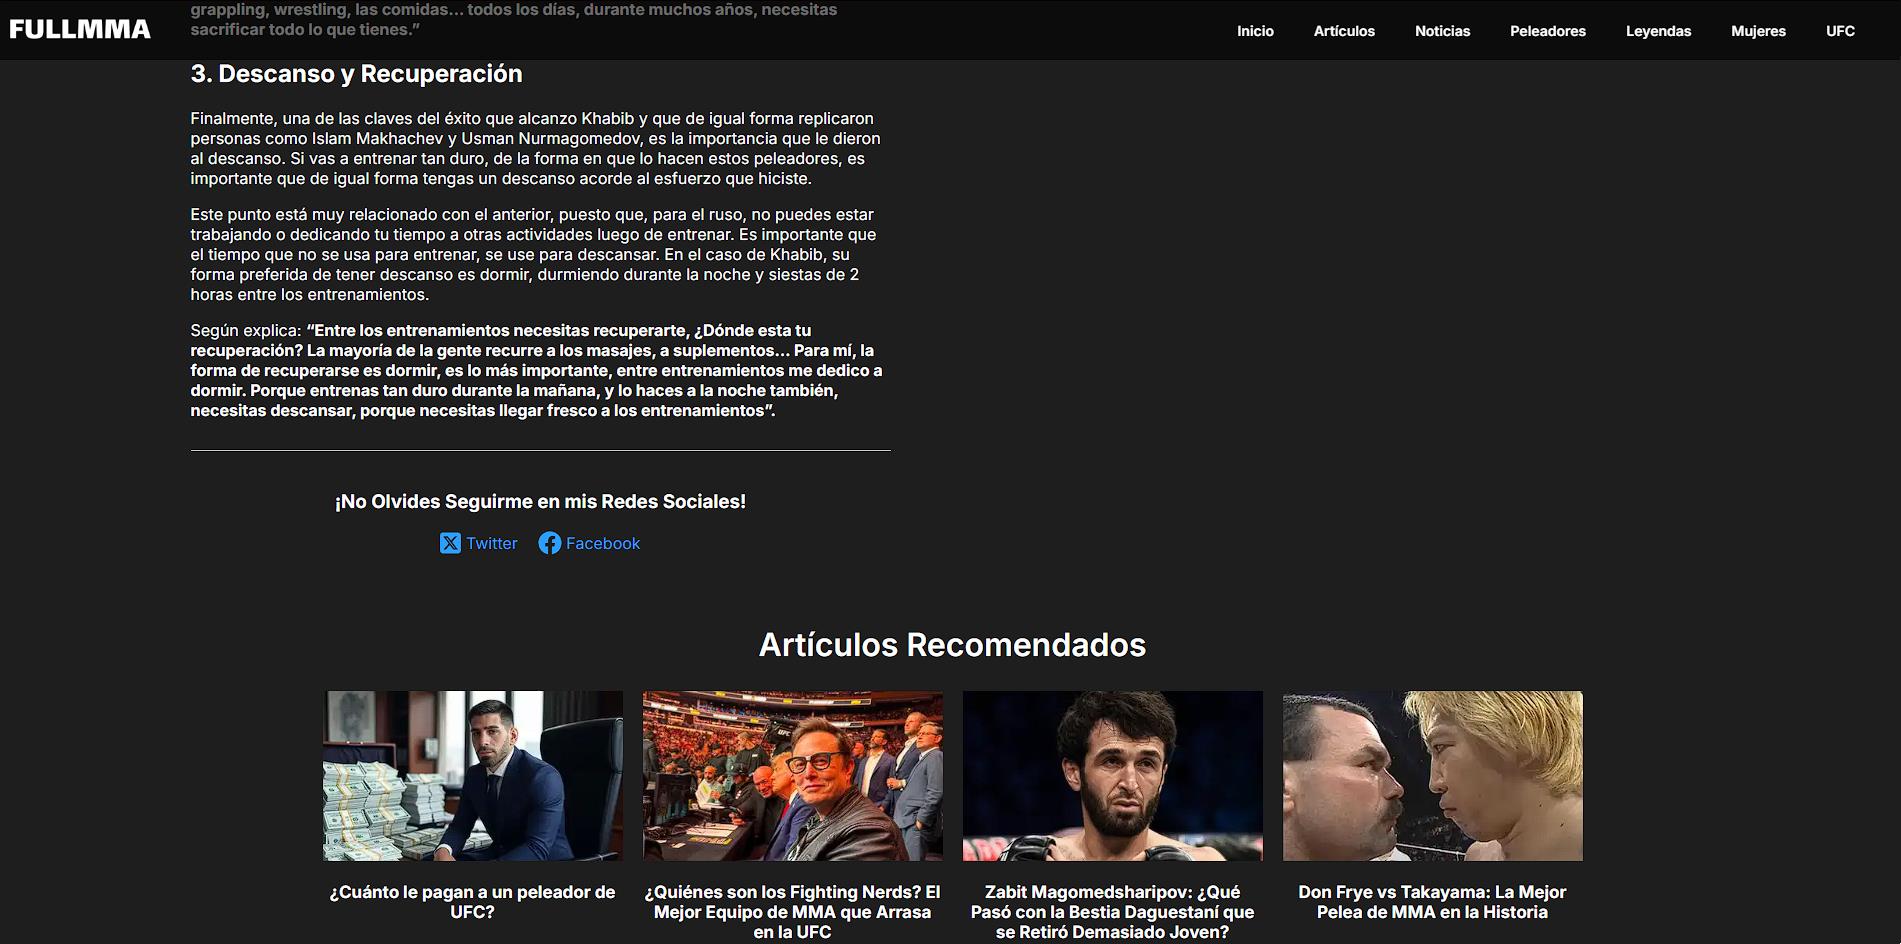 grappling, wrestling, las comidas… todos los días, durante muchos años, necesitas
sacrificar todo lo que tienes.”
FULLMMA
Inicio
Artículos
Noticias
Peleadores
Leyendas
Mujeres
UFC
3. Descanso y Recuperación
Finalmente, una de las claves del éxito que alcanzo Khabib y que de igual forma replicaron
personas como Islam Makhachev y Usman Nurmagomedov, es la importancia que le dieron
al descanso. Si vas a entrenar tan duro, de la forma en que lo hacen estos peleadores, es
importante que de igual forma tengas un descanso acorde al esfuerzo que hiciste.
Este punto está muy relacionado con el anterior, puesto que, para el ruso, no puedes estar
trabajando o dedicando tu tiempo a otras actividades luego de entrenar. Es importante que
el tiempo que no se usa para entrenar, se use para descansar. En el caso de Khabib, su
forma preferida de tener descanso es dormir, durmiendo durante la noche y siestas de 2
horas entre los entrenamientos.
Según explica: “Entre los entrenamientos necesitas recuperarte, ¿Dónde esta tu
recuperación? La mayoría de la gente recurre a los masajes, a suplementos… Para mí, la
forma de recuperarse es dormir, es lo más importante, entre entrenamientos me dedico a
dormir. Porque entrenas tan duro durante la mañana, y lo haces a la noche también,
necesitas descansar, porque necesitas llegar fresco a los entrenamientos”.
¡No Olvides Seguirme en mis Redes Sociales!
Twitter
Facebook
Artículos Recomendados
¿Cuánto le pagan a un peleador de
UFC?
¿Quiénes son los Fighting Nerds? El
Mejor Equipo de MMA que Arrasa
en la UFC
Zabit Magomedsharipov: ¿Qué
Pasó con la Bestia Daguestaní que
se Retiró Demasiado Joven?
Don Frye vs Takayama: La Mejor
Pelea de MMA en la Historia